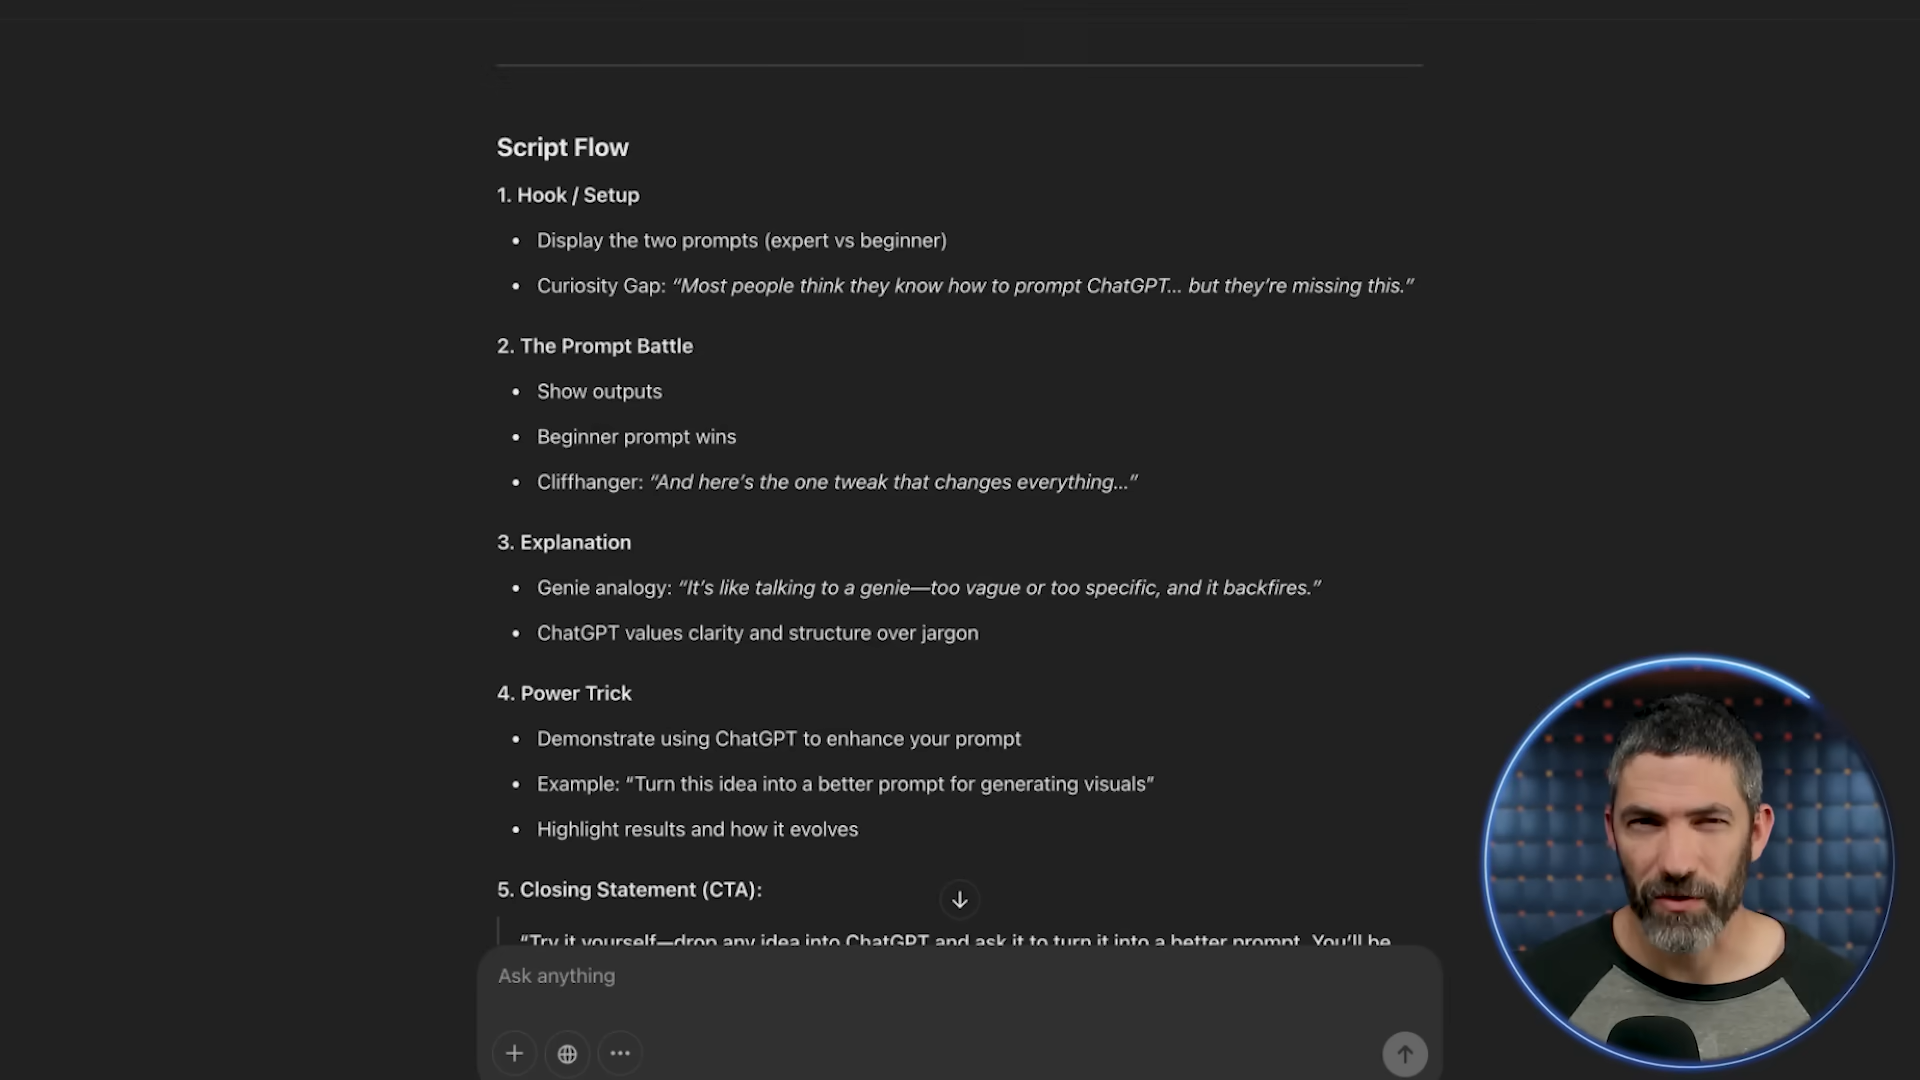 Script Flow
1. Hook / Setup
• Display the two prompts (expert vs beginner)
• Curiosity Gap: “Most people think they know how to prompt ChatGPT... but they’re missing this.”
2. The Prompt Battle
• Show outputs
• Beginner prompt wins
• Cliffhanger: “And here’s the one tweak that changes everything...”
3. Explanation
• Genie analogy: “It’s like talking to a genie—too vague or too specific, and it backfires.”
• ChatGPT values clarity and structure over jargon
4. Power Trick
• Demonstrate using ChatGPT to enhance your prompt
• Example: “Turn this idea into a better prompt for generating visuals”
• Highlight results and how it evolves
5. Closing Statement (CTA):
“Try it yourself—drop any idea into ChatGPT and ask it to turn it into a better prompt. You’ll be
Ask anything